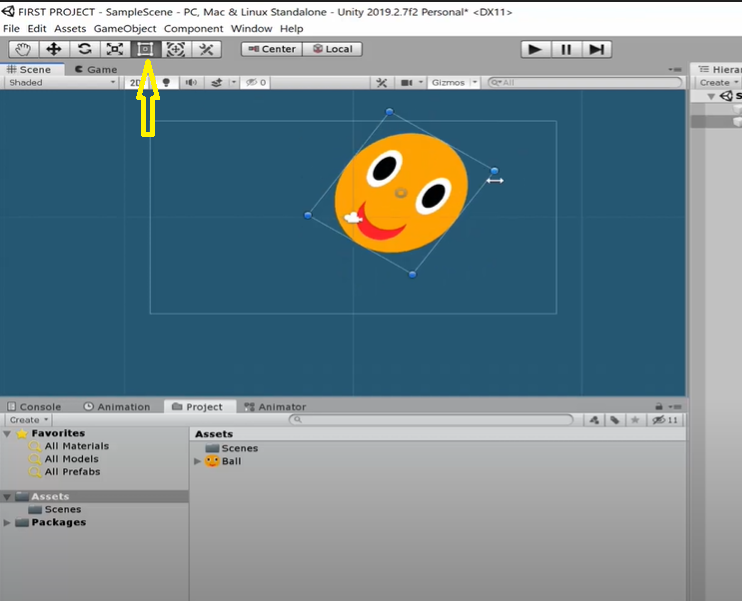 FIRST PROJECT - SampleScene - PC, Mac & Linux Standalone - Unity 2019.2.7f2 Personal* <DX11>
File Edit Assets GameObject Component Window Help
Center Local
Scene Game
Shaded 2D 0 Gizmos All
Hierar
Create
S
Console Animation Project Animator
Create 11
Favorites
All Materials
All Models
All Prefabs
Assets
Scenes
Packages
Assets
Scenes
Ball